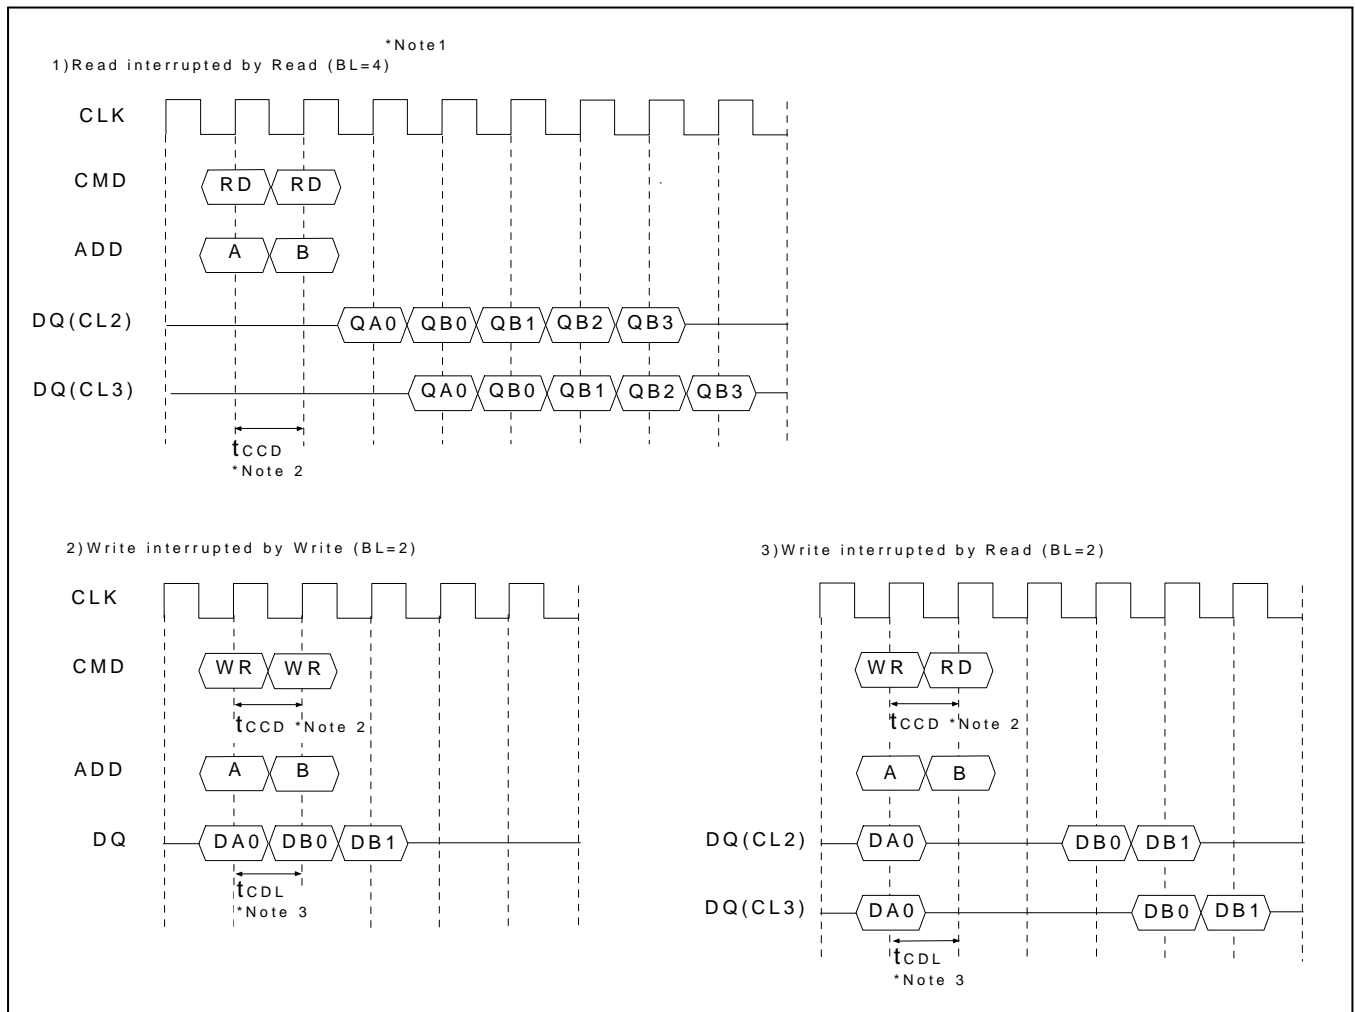 *Note1
1)Read interrupted by Read (BL=4)
CLK
CMD RD RD
ADD A B
DQ(CL2) QA0 QB0 QB1 QB2 QB3
DQ(CL3) QA0 QB0 QB1 QB2 QB3
tCCD
*Note 2
2)Write interrupted by Write (BL=2)
CLK
CMD WR WR
tCCD *Note 2
ADD A B
DQ DA0 DB0 DB1
tCDL
*Note 3
3)Write interrupted by Read (BL=2)
WR RD
tCCD *Note 2
A B
DQ(CL2) DA0 DB0 DB1
DQ(CL3) DA0 DB0 DB1
tCDL
*Note 3